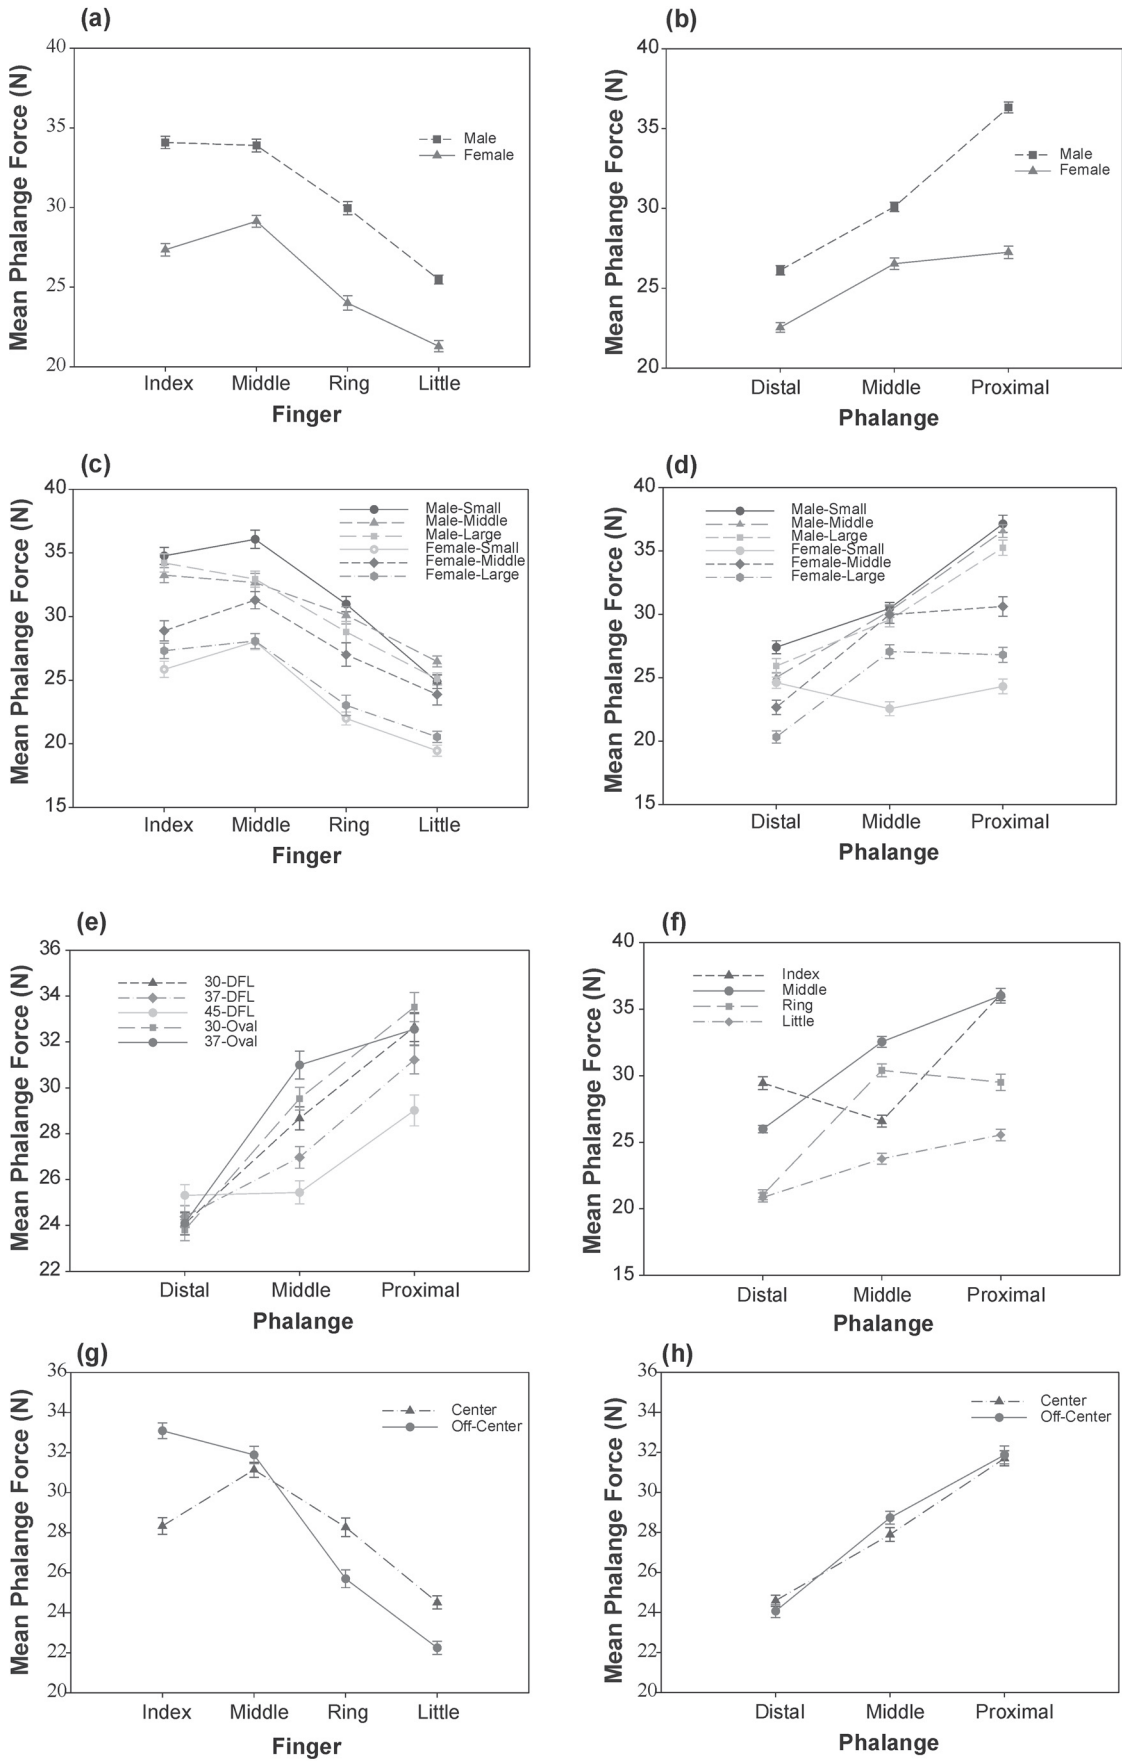 (a)
Mean Phalange Force (N)
40
35
30
25
20
Male
Female
Index Middle Ring Little
Finger
(b)
Mean Phalange Force (N)
40
35
30
25
20
Male
Female
Distal Middle Proximal
Phalange
(c)
Mean Phalange Force (N)
40
35
30
25
20
15
Male-Small
Male-Middle
Male-Large
Female-Small
Female-Middle
Female-Large
Index Middle Ring Little
Finger
(d)
Mean Phalange Force (N)
40
35
30
25
20
15
Male-Small
Male-Middle
Male-Large
Female-Small
Female-Middle
Female-Large
Distal Middle Proximal
Phalange
(e)
Mean Phalange Force (N)
36
34
32
30
28
26
24
22
30-DFL
37-DFL
45-DFL
30-Oval
37-Oval
Distal Middle Proximal
Phalange
(f)
Mean Phalange Force (N)
40
35
30
25
20
15
Index
Middle
Ring
Little
Distal Middle Proximal
Phalange
(g)
Mean Phalange Force (N)
36
34
32
30
28
26
24
22
20
Center
Off-Center
Index Middle Ring Little
Finger
(h)
Mean Phalange Force (N)
36
34
32
30
28
26
24
22
20
Center
Off-Center
Distal Middle Proximal
Phalange